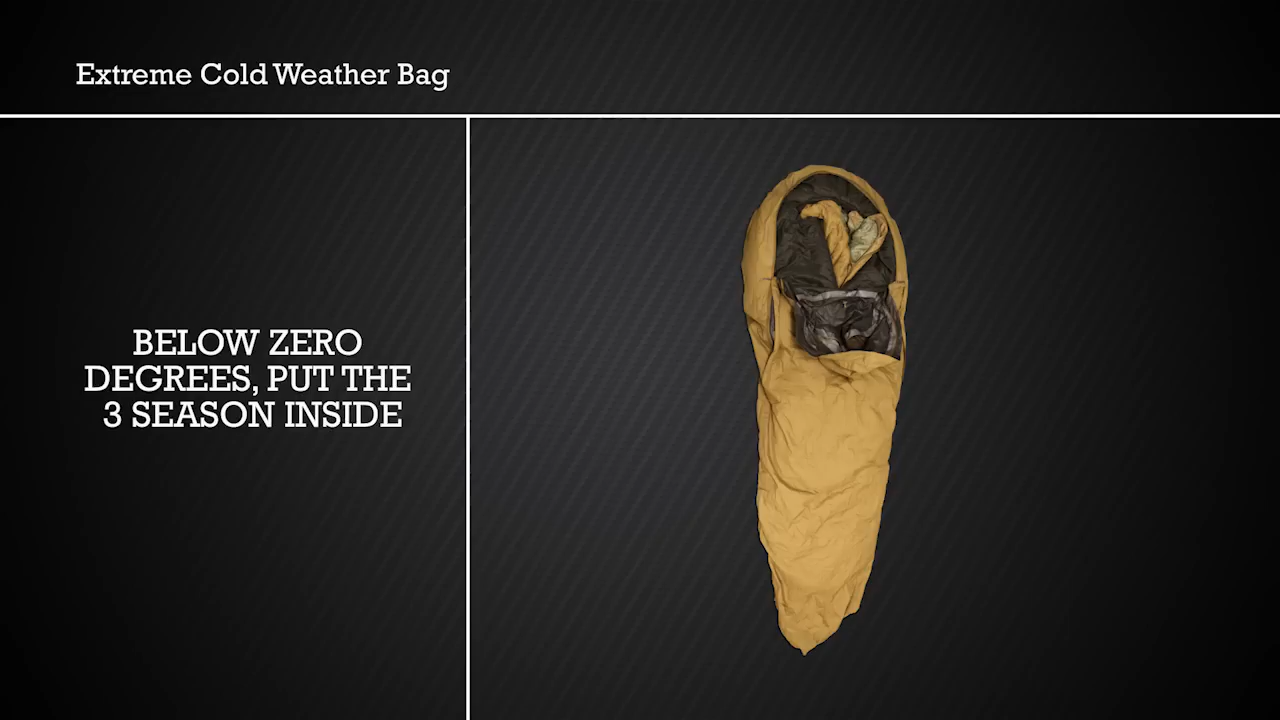 Extreme Cold Weather Bag
BELOW ZERO
DEGREES, PUT THE
3 SEASON INSIDE